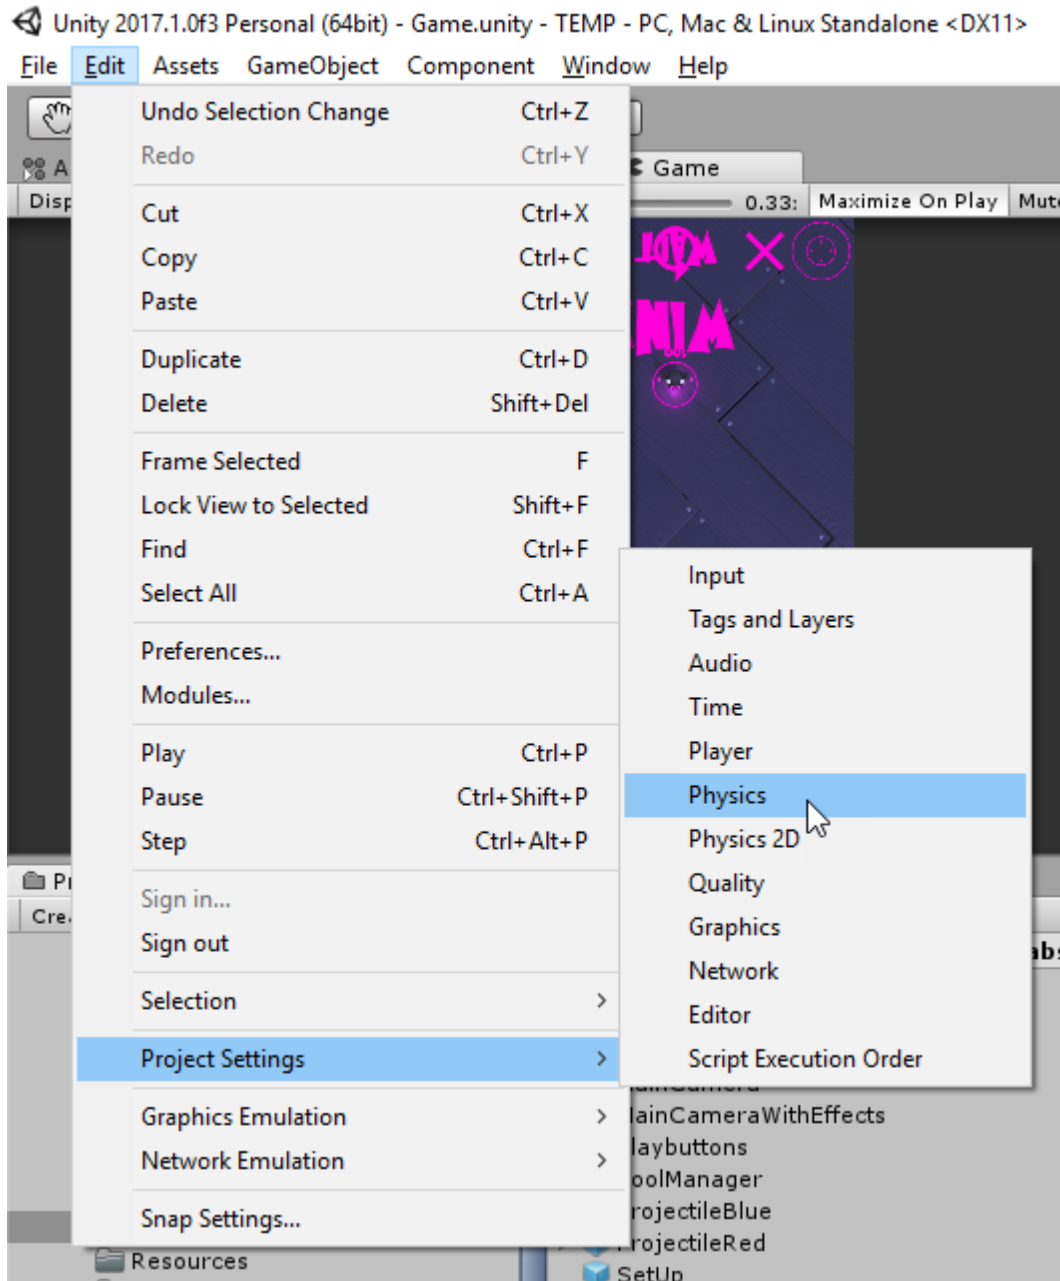 Unity 2017.1.0f3 Personal (64bit) - Game.unity - TEMP - PC, Mac & Linux Standalone <DX11>
File Edit Assets GameObject Component Window Help
Undo Selection Change Ctrl+Z
Redo Ctrl+Y
Game
0.33: Maximize On Play
Cut Ctrl+X
Copy Ctrl+C
Paste Ctrl+V
Duplicate Ctrl+D
Delete Shift+Del
Frame Selected F
Lock View to Selected Shift+F
Find Ctrl+F
Select All Ctrl+A
Preferences...
Modules...
Play Ctrl+P
Pause Ctrl+Shift+P
Step Ctrl+Alt+P
Sign in...
Sign out
Selection >
Project Settings >
Graphics Emulation >
Network Emulation >
Snap Settings...
Input
Tags and Layers
Audio
Time
Player
Physics
Physics 2D
Quality
Graphics
Network
Editor
Script Execution Order
ainCameraWithEffects
laybuttons
oolManager
rojectileBlue
rojectileRed
SetUp
Resources